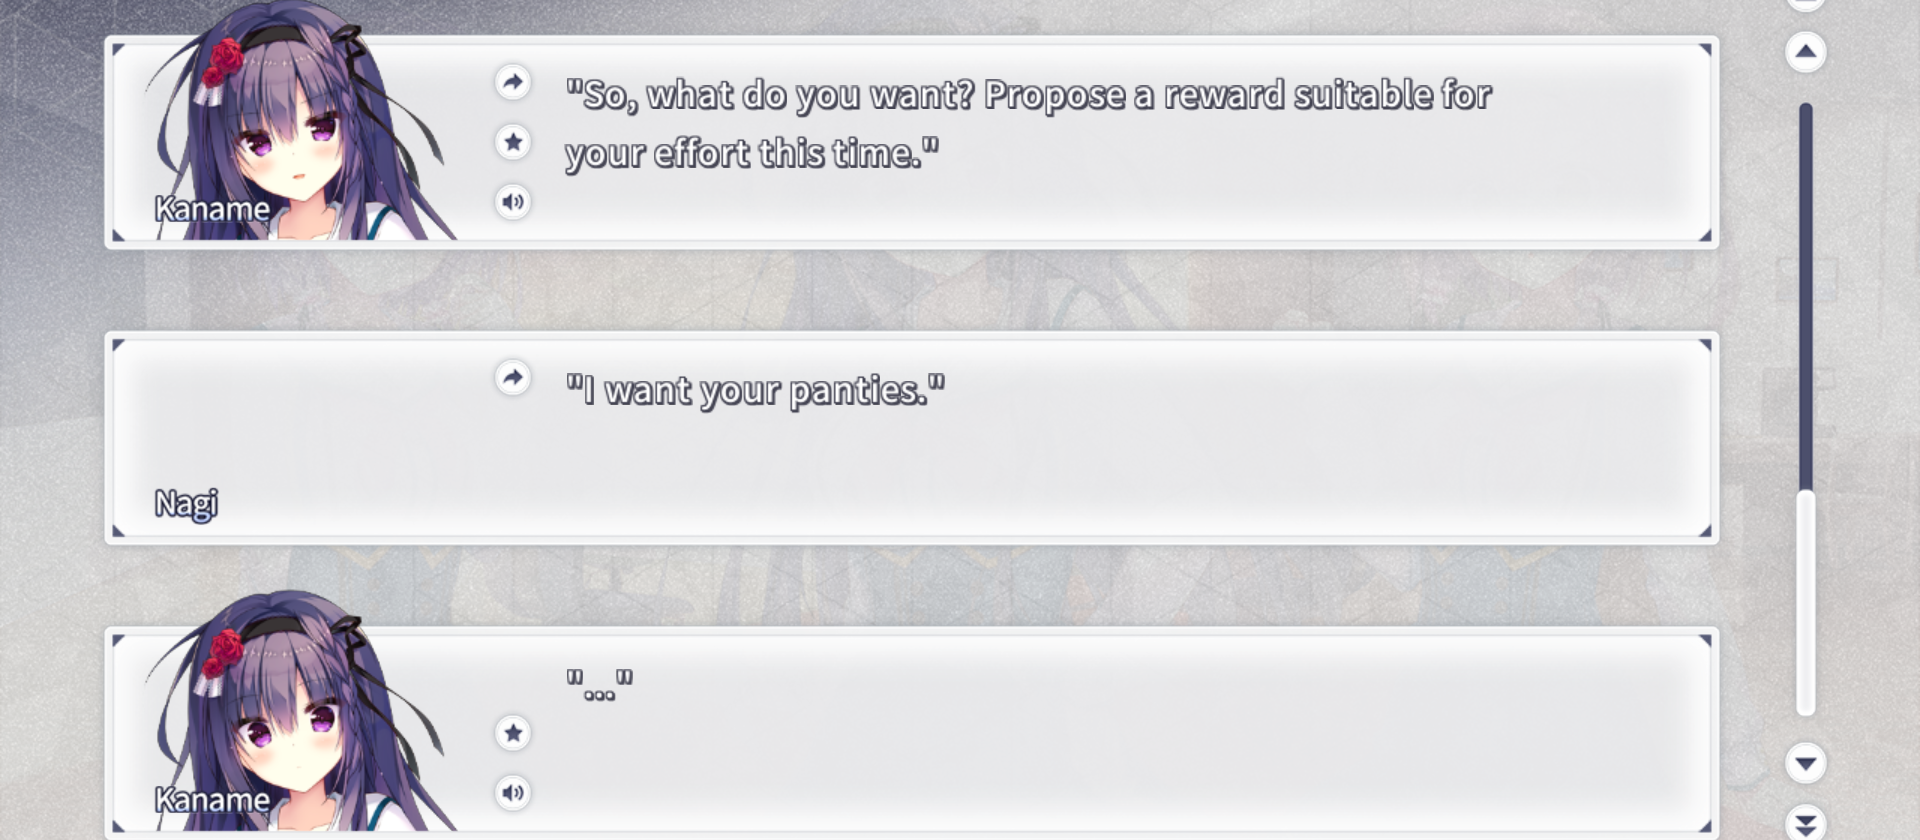 "So, what do you want? Propose a reward suitable for
your effort this time."
Kaname
"I want your panties."
Nagi
"..."
Kaname